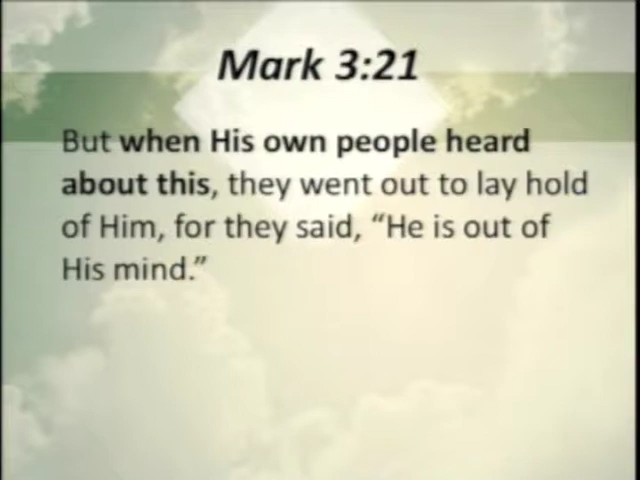 Mark 3:21
But when His own people heard
about this, they went out to lay hold
of Him, for they said, “He is out of
His mind.”